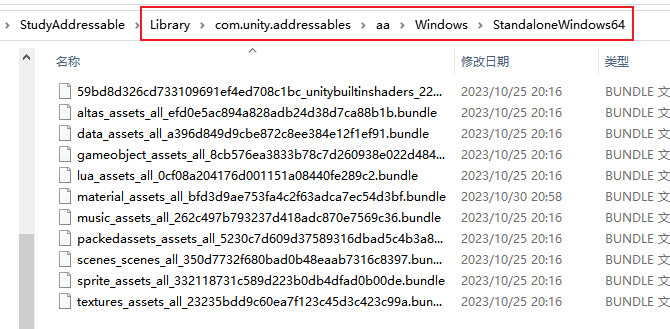 StudyAddressable > Library > com.unity.addressables > aa > Windows > StandaloneWindows64
名称 修改日期 类型
59bd8d326cd733109691ef4ed708c1bc_unitybuiltinshaders_22... 2023/10/25 20:16 BUNDLE 文
altas_assets_all_efd0e5ac894a828adb24d38d7ca88b1b.bundle 2023/10/25 20:16 BUNDLE 文
data_assets_all_a396d849d9cbe872c8ee384e12f1ef91.bundle 2023/10/25 20:16 BUNDLE 文
gameobject_assets_all_8cb576ea3833b78c7d260938e022d484... 2023/10/25 20:16 BUNDLE 文
lua_assets_all_0cf08a204176d001151a08440fe289c2.bundle 2023/10/25 20:16 BUNDLE 文
material_assets_all_bfd3d9ae753fa4c2f63adca7ec54d3bf.bundle 2023/10/30 20:58 BUNDLE 文
music_assets_all_262c497b793237d418adc870e7569c36.bundle 2023/10/25 20:16 BUNDLE 文
packedassets_assets_all_5230c7d609d37589316dbad5c4b3a8... 2023/10/25 20:16 BUNDLE 文
scenes_scenes_all_350d7732f680bad0b48eaab7316c8397.bun... 2023/10/25 20:16 BUNDLE 文
sprite_assets_all_332118731c589d223b0db4dfad0b00de.bundle 2023/10/25 20:16 BUNDLE 文
textures_assets_all_23235bdd9c60ea7f123c45d3c423c99a.bun... 2023/10/25 20:16 BUNDLE 文